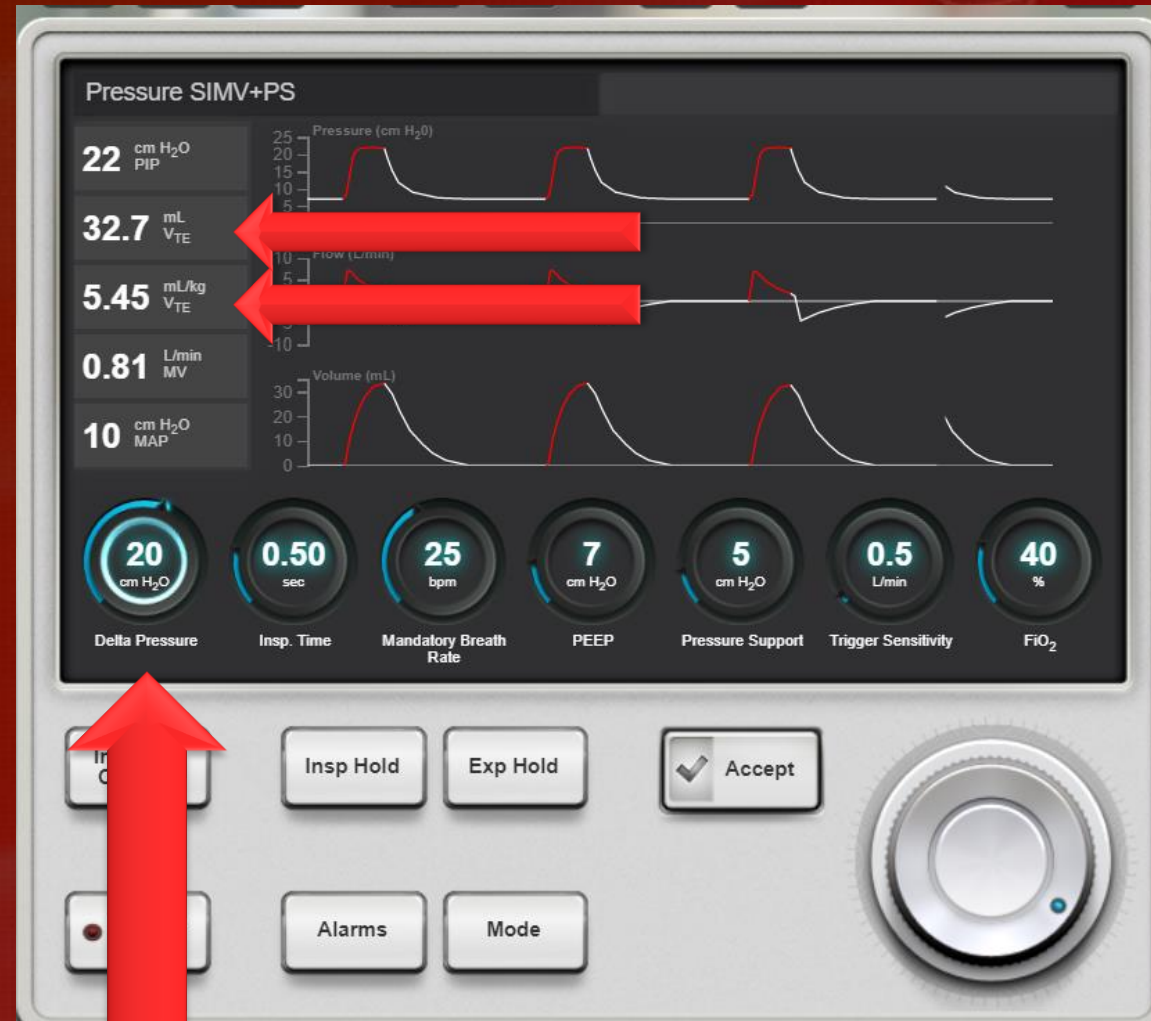 Pressure SIMV+PS
22 cm H2O PIP
32.7 mL VTE
5.45 mL/kg VTE
0.81 L/min MV
10 cm H2O MAP
Pressure (cm H20)
25
20
15
10
5
Flow (L/min)
10
5
-10
Volume (mL)
30
20
10
0
20
cm H2O
Delta Pressure
0.50
sec
Insp. Time
25
bpm
Mandatory Breath
Rate
7
cm H2O
PEEP
5
cm H2O
Pressure Support
0.5
L/min
Trigger Sensitivity
40
%
FiO2
Insp Hold
Exp Hold
Accept
Alarms
Mode